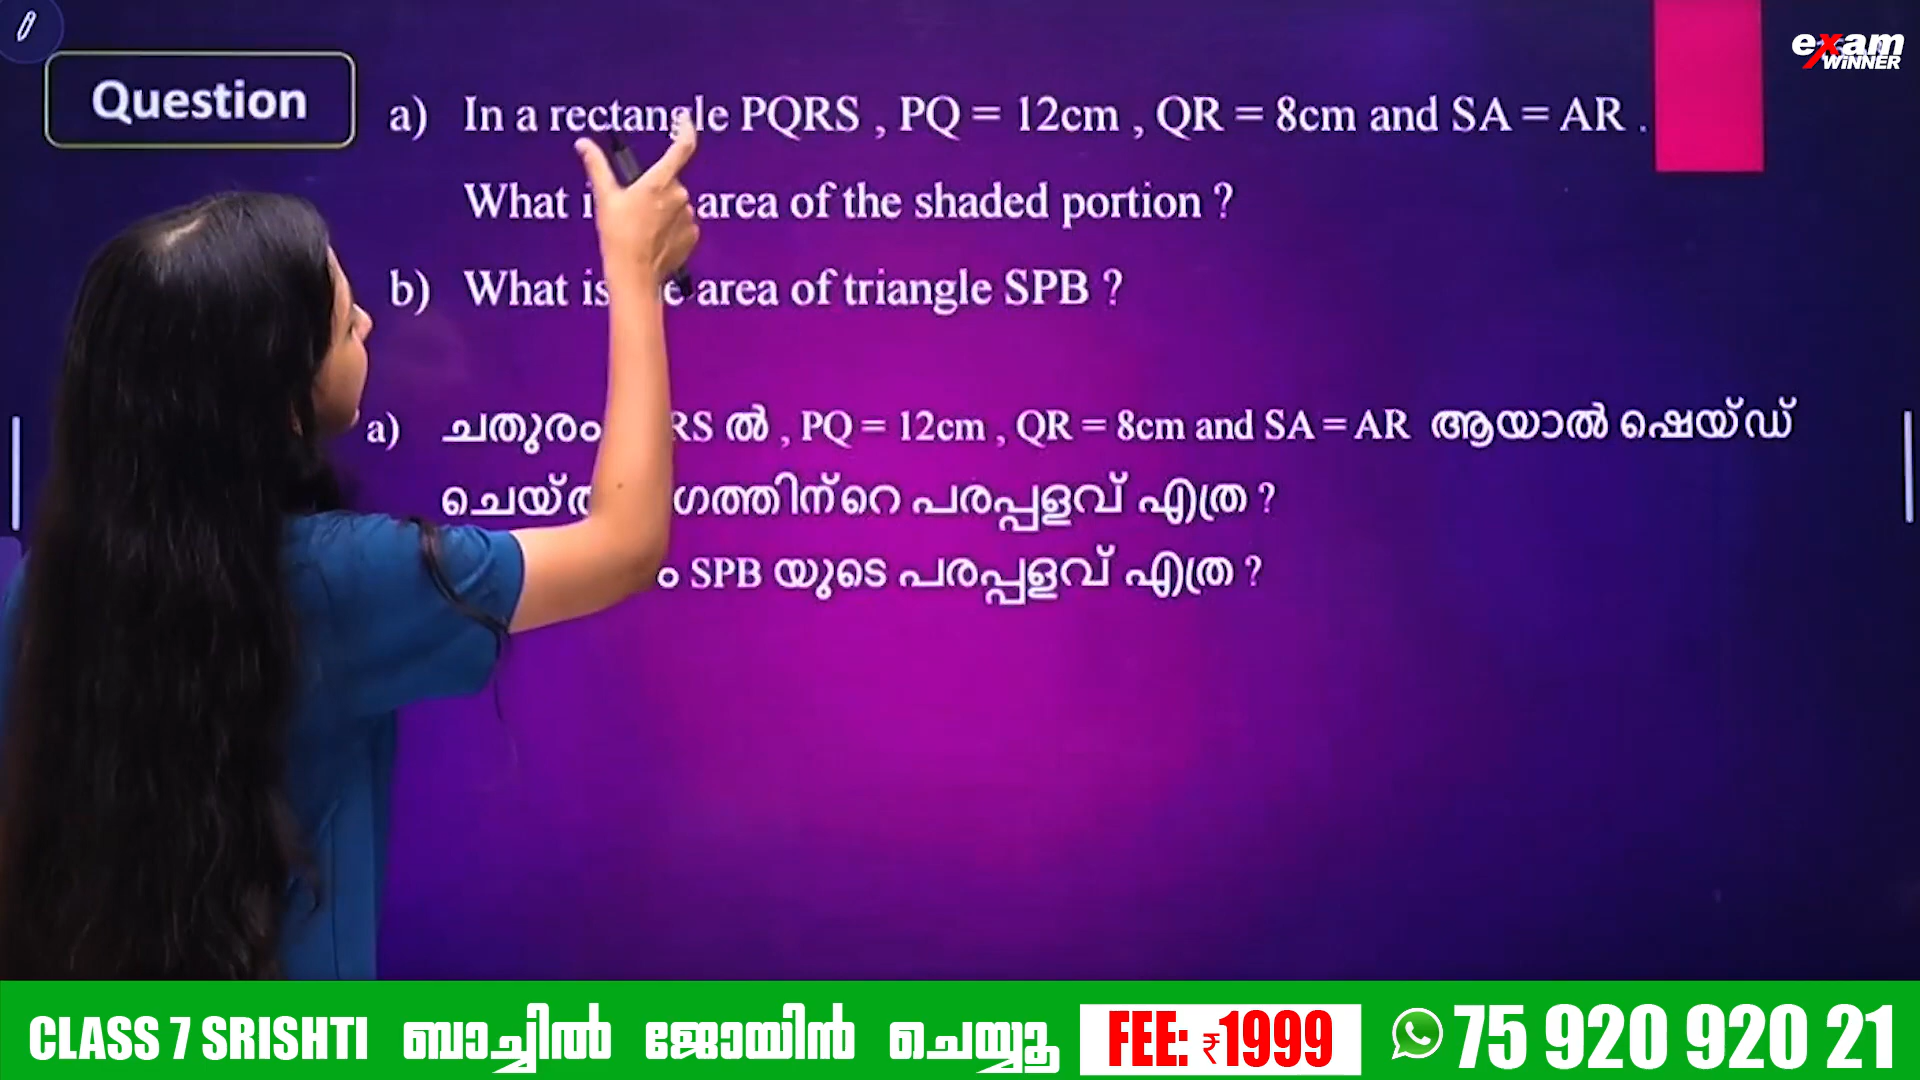 Question
exam
WINNER
a) In a rectangle PQRS , PQ = 12cm , QR = 8cm and SA = AR .
What area of the shaded portion ?
b) What is area of triangle SPB ?
a) ചതുരം RS ൽ , PQ = 12cm , QR = 8cm and SA = AR ആയാൽ ഷെയ്ഡ്
പരപ്പളവ് എത്ര ?
SPB യുടെ പരപ്പളവ് എത്ര ?
CLASS 7 SRISHTI ബാച്ചിൽ ജോയിൻ ചെയ്യൂ FEE: ₹1999 75 920 920 21